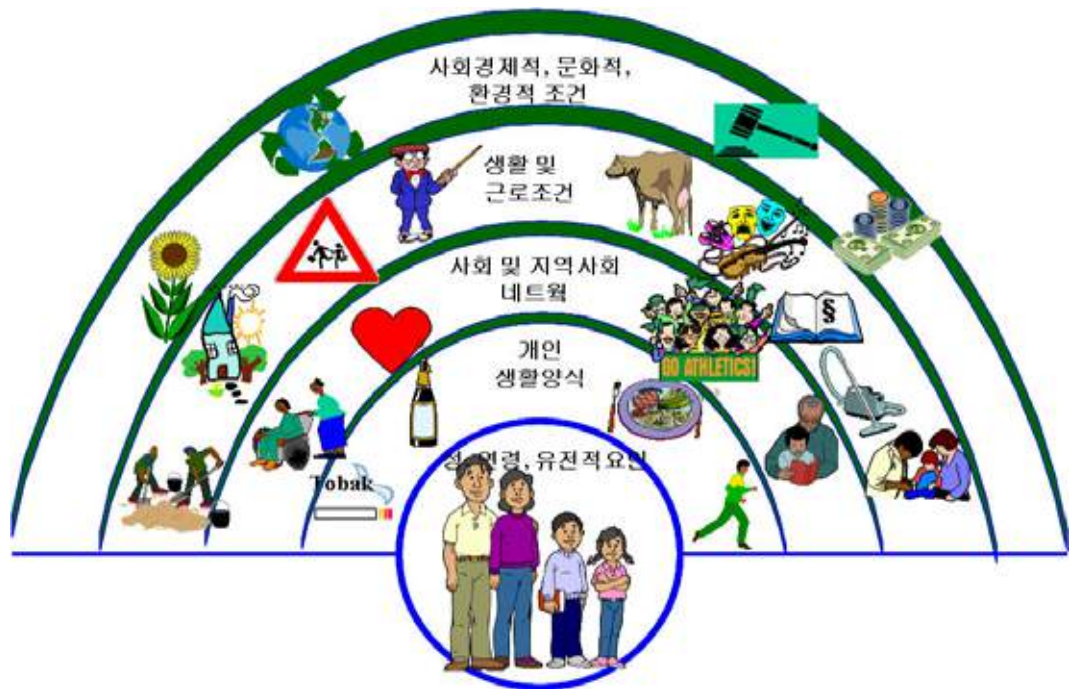 사회경제적, 문화적,
환경적 조건
생활 및
근로조건
사회 및 지역사회
네트웍
GO ATHLETICS!
§
개인
생활양식
성, 연령, 유전적요인
Tobak